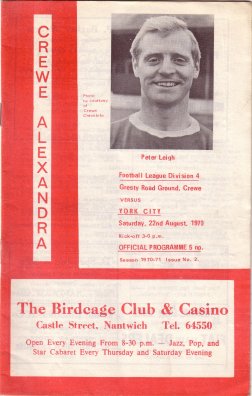 CREWE ALEXANDRA
Photo
by courtesy
of
Crewe
Chronicle
Peter Leigh
Football League Division 4
Gresty Road Ground, Crewe
VERSUS
YORK CITY
Saturday, 22nd August, 1970
Kick-off 3-0 p.m.
OFFICIAL PROGRAMME 5 np.
Season 1970/71 Issue No. 2.
The Birdcage Club & Casino
Castle Street, Nantwich Tel. 64550
Open Every Evening From 8-30 p.m. — Jazz, Pop, and
Star Cabaret Every Thursday and Saturday Evening